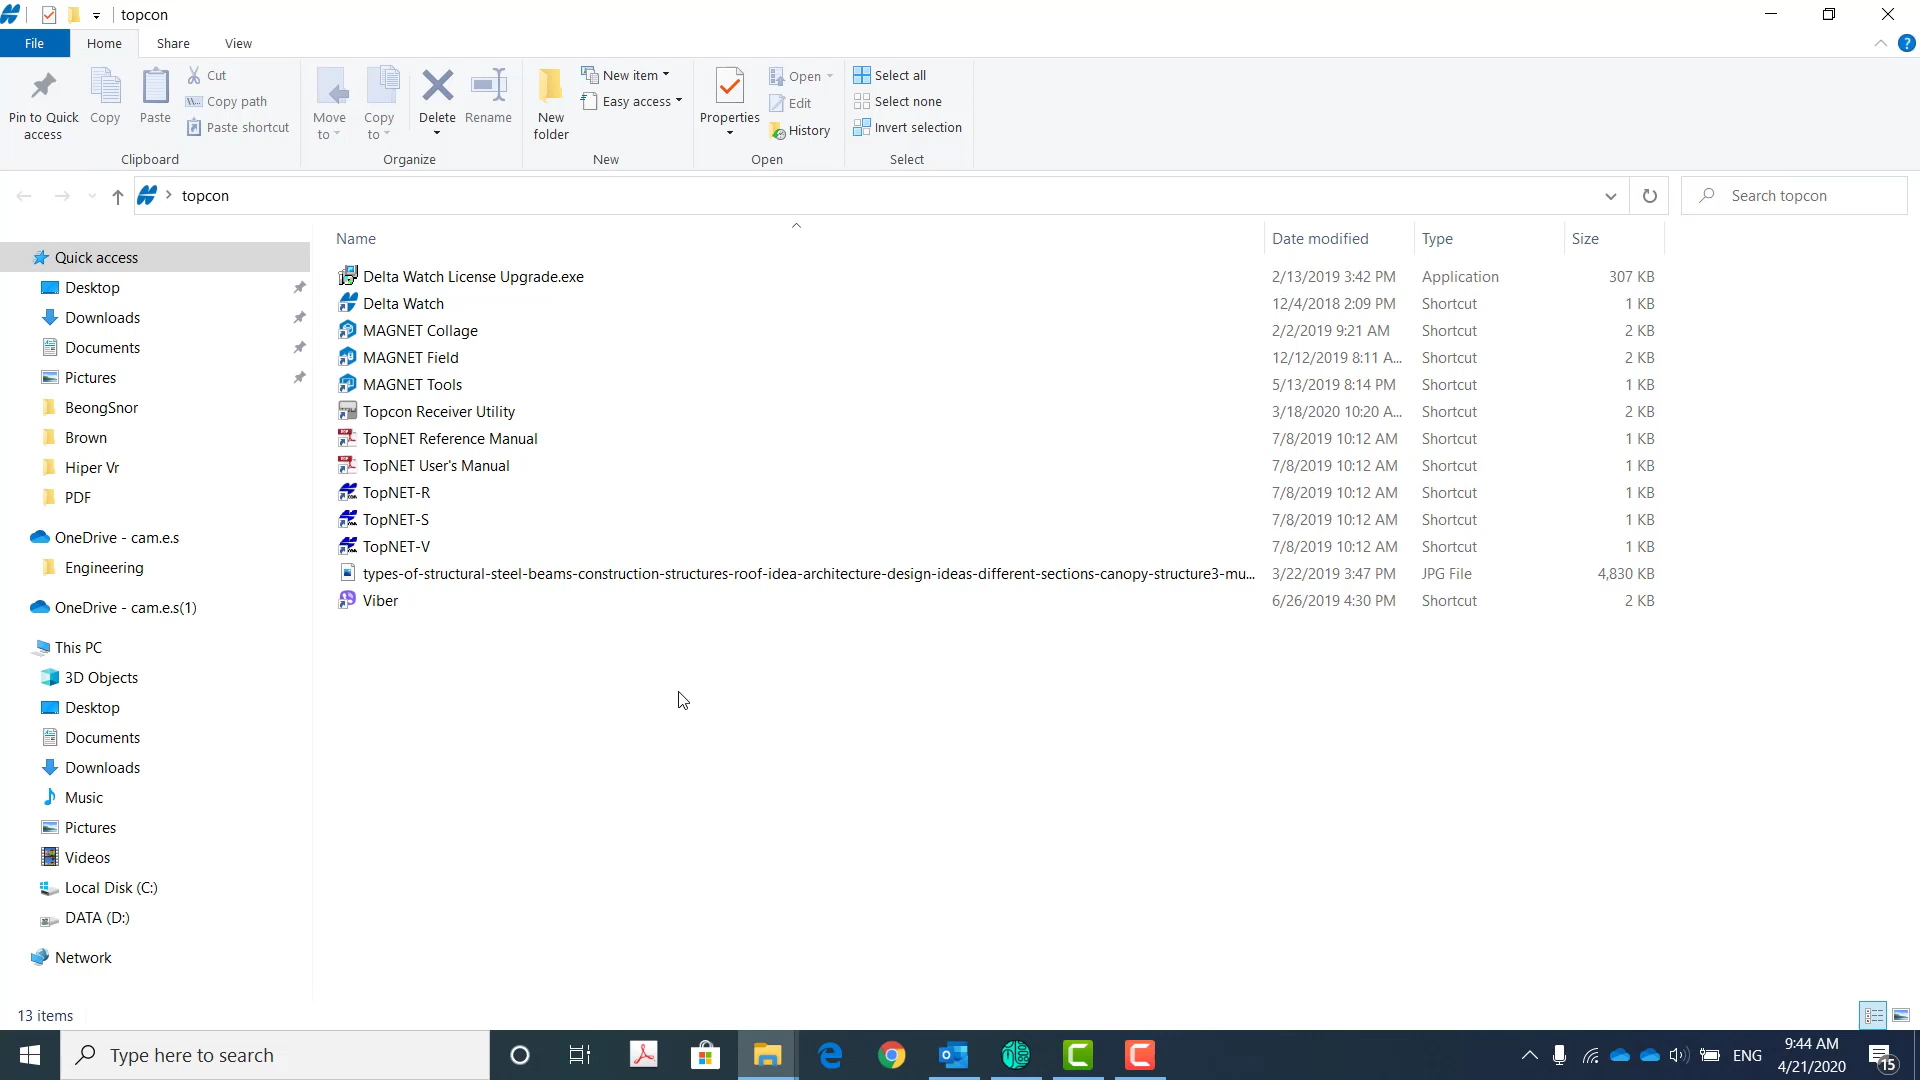 topcon
File Home Share View
Pin to Quick access
Copy
Paste
Cut
Copy path
Paste shortcut
Clipboard
Move to
Copy to
Delete
Rename
Organize
New folder
New item
Easy access
New
Properties
Open
Edit
History
Open
Select all
Select none
Invert selection
Select
topcon
Search topcon
Name Date modified Type Size
Quick access
Desktop
Downloads
Documents
Pictures
BeongSnor
Brown
Hiper Vr
PDF
OneDrive - cam.e.s
Engineering
OneDrive - cam.e.s(1)
This PC
3D Objects
Desktop
Documents
Downloads
Music
Pictures
Videos
Local Disk (C:)
DATA (D:)
Network
Delta Watch License Upgrade.exe 2/13/2019 3:42 PM Application 307 KB
Delta Watch 12/4/2018 2:09 PM Shortcut 1 KB
MAGNET Collage 2/2/2019 9:21 AM Shortcut 2 KB
MAGNET Field 12/12/2019 8:11 A... Shortcut 2 KB
MAGNET Tools 5/13/2019 8:14 PM Shortcut 1 KB
Topcon Receiver Utility 3/18/2020 10:20 A... Shortcut 2 KB
TopNET Reference Manual 7/8/2019 10:12 AM Shortcut 1 KB
TopNET User's Manual 7/8/2019 10:12 AM Shortcut 1 KB
TopNET-R 7/8/2019 10:12 AM Shortcut 1 KB
TopNET-S 7/8/2019 10:12 AM Shortcut 1 KB
TopNET-V 7/8/2019 10:12 AM Shortcut 1 KB
types-of-structural-steel-beams-construction-structures-roof-idea-architecture-design-ideas-different-sections-canopy-structure3-mu... 3/22/2019 3:47 PM JPG File 4,830 KB
Viber 6/26/2019 4:30 PM Shortcut 2 KB
13 items
Type here to search
ENG
9:44 AM
4/21/2020
15